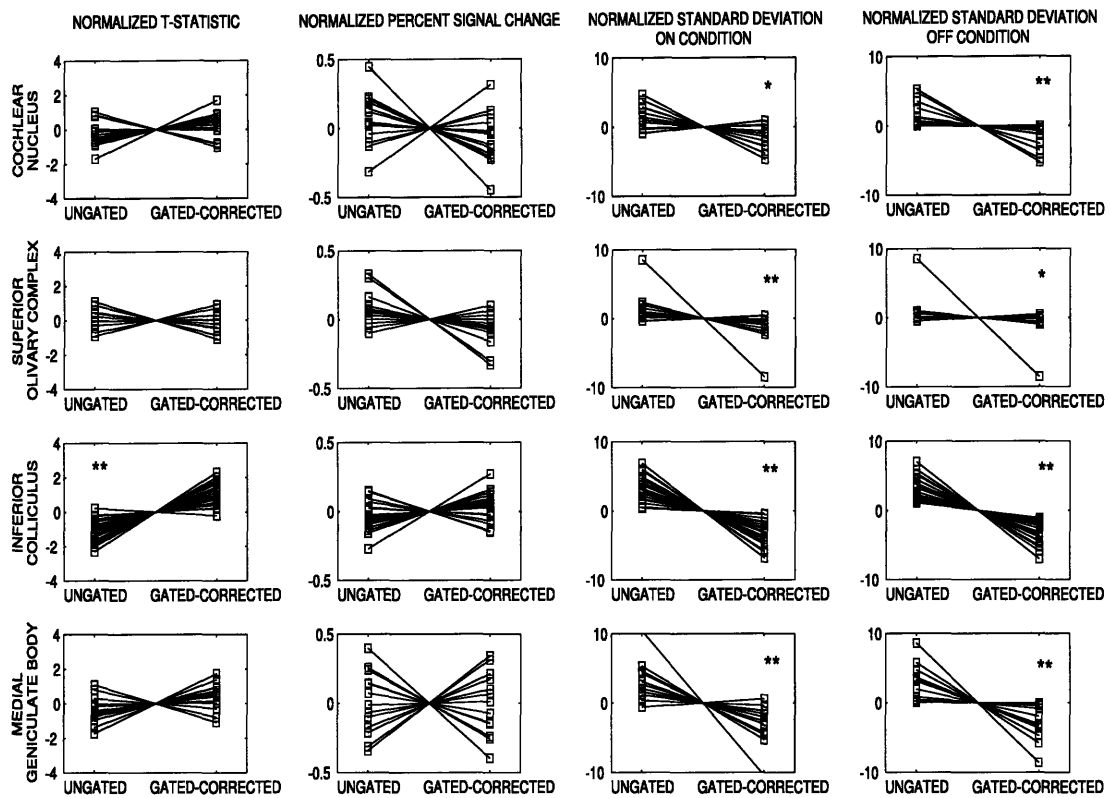 NORMALIZED T-STATISTIC
NORMALIZED PERCENT SIGNAL CHANGE
NORMALIZED STANDARD DEVIATION
ON CONDITION
NORMALIZED STANDARD DEVIATION
OFF CONDITION
COCHLEAR
NUCLEUS
4
2
0
-2
-4
UNGATED GATED-CORRECTED
0.5
0
-0.5
UNGATED GATED-CORRECTED
10
0
-10
*
UNGATED GATED-CORRECTED
10
0
-10
**
UNGATED GATED-CORRECTED
SUPERIOR
OLIVARY COMPLEX
4
2
0
-2
-4
UNGATED GATED-CORRECTED
0.5
0
-0.5
UNGATED GATED-CORRECTED
10
0
-10
**
UNGATED GATED-CORRECTED
10
0
-10
*
UNGATED GATED-CORRECTED
INFERIOR
COLLICULUS
4
2
0
-2
-4
**
UNGATED GATED-CORRECTED
0.5
0
-0.5
UNGATED GATED-CORRECTED
10
0
-10
**
UNGATED GATED-CORRECTED
10
0
-10
**
UNGATED GATED-CORRECTED
MEDIAL
GENICULATE BODY
4
2
0
-2
-4
UNGATED GATED-CORRECTED
0.5
0
-0.5
UNGATED GATED-CORRECTED
10
0
-10
**
UNGATED GATED-CORRECTED
10
0
-10
**
UNGATED GATED-CORRECTED